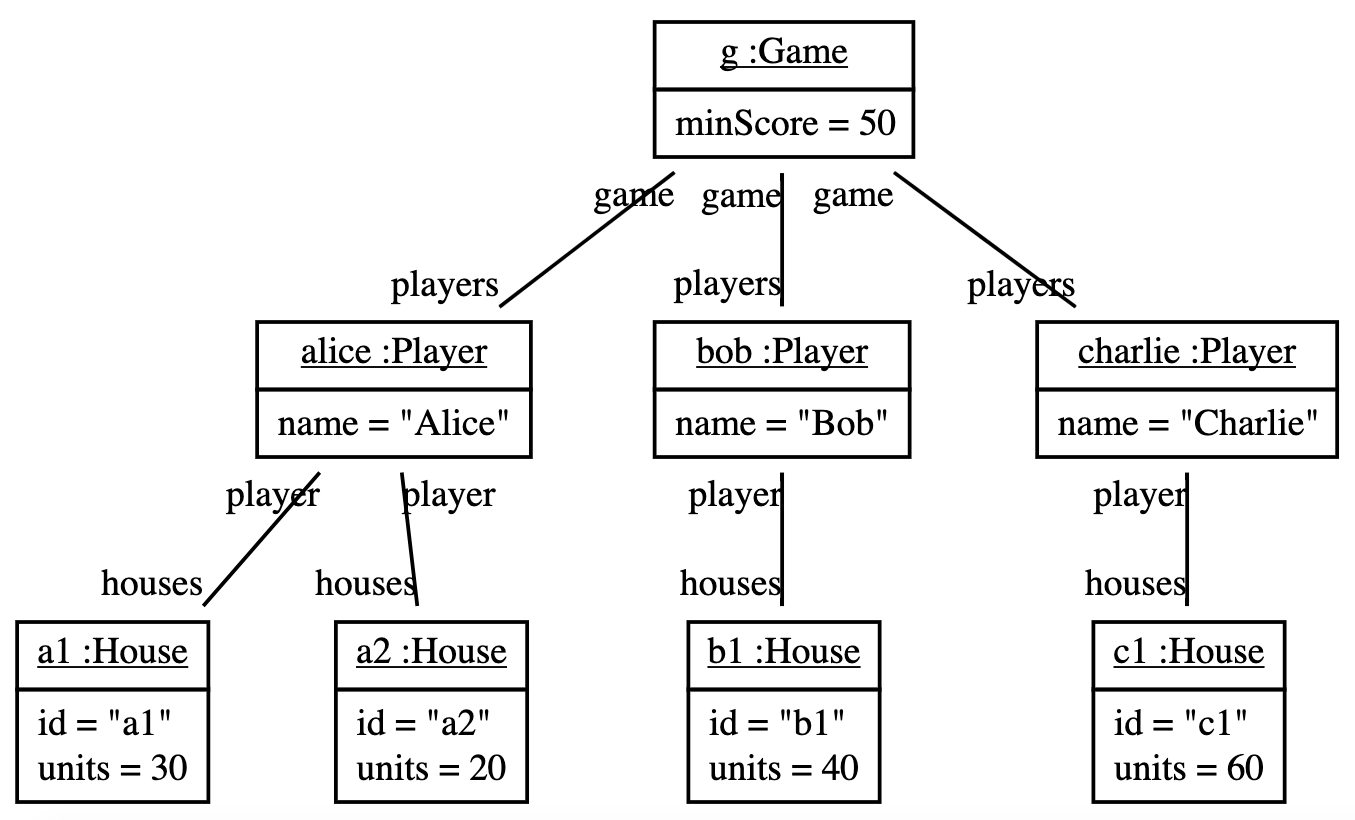 g :Game
minScore = 50
game game game
players players players
alice :Player bob :Player charlie :Player
name = "Alice" name = "Bob" name = "Charlie"
player player player player
houses houses houses houses
a1 :House a2 :House b1 :House c1 :House
id = "a1" id = "a2" id = "b1" id = "c1"
units = 30 units = 20 units = 40 units = 60